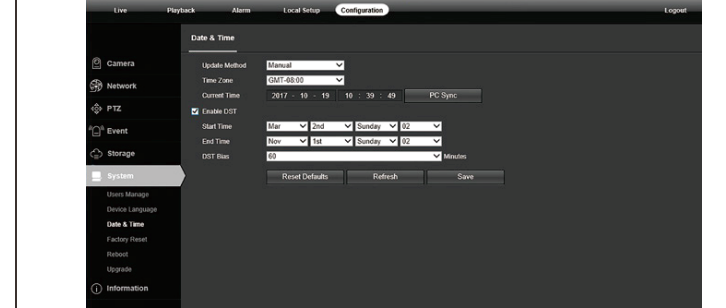 Live Playback Alarm Local Setup Configuration Logout
Date & Time
Camera
Network
PTZ
Event
Storage
System
Users Manage
Device Language
Date & Time
Factory Reset
Reboot
Upgrade
Information
Update Method Manual
Time Zone GMT-08:00
Current Time 2017 - 10 - 19 10 : 39 : 49 PC Sync
Enable DST
Start Time Mar 2nd Sunday 02
End Time Nov 1st Sunday 02
DST Bias 60 Minutes
Reset Defaults Refresh Save